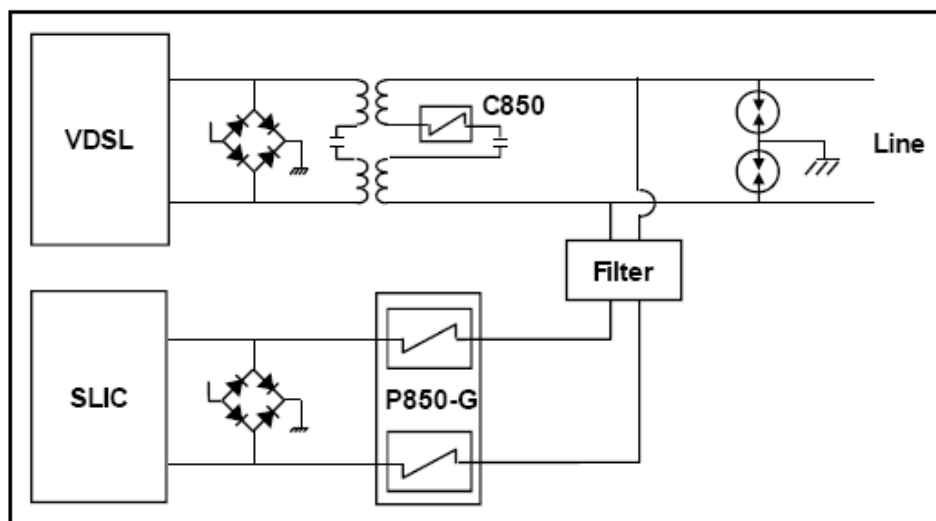 VDSL
C850
Line
Filter
SLIC
P850-G